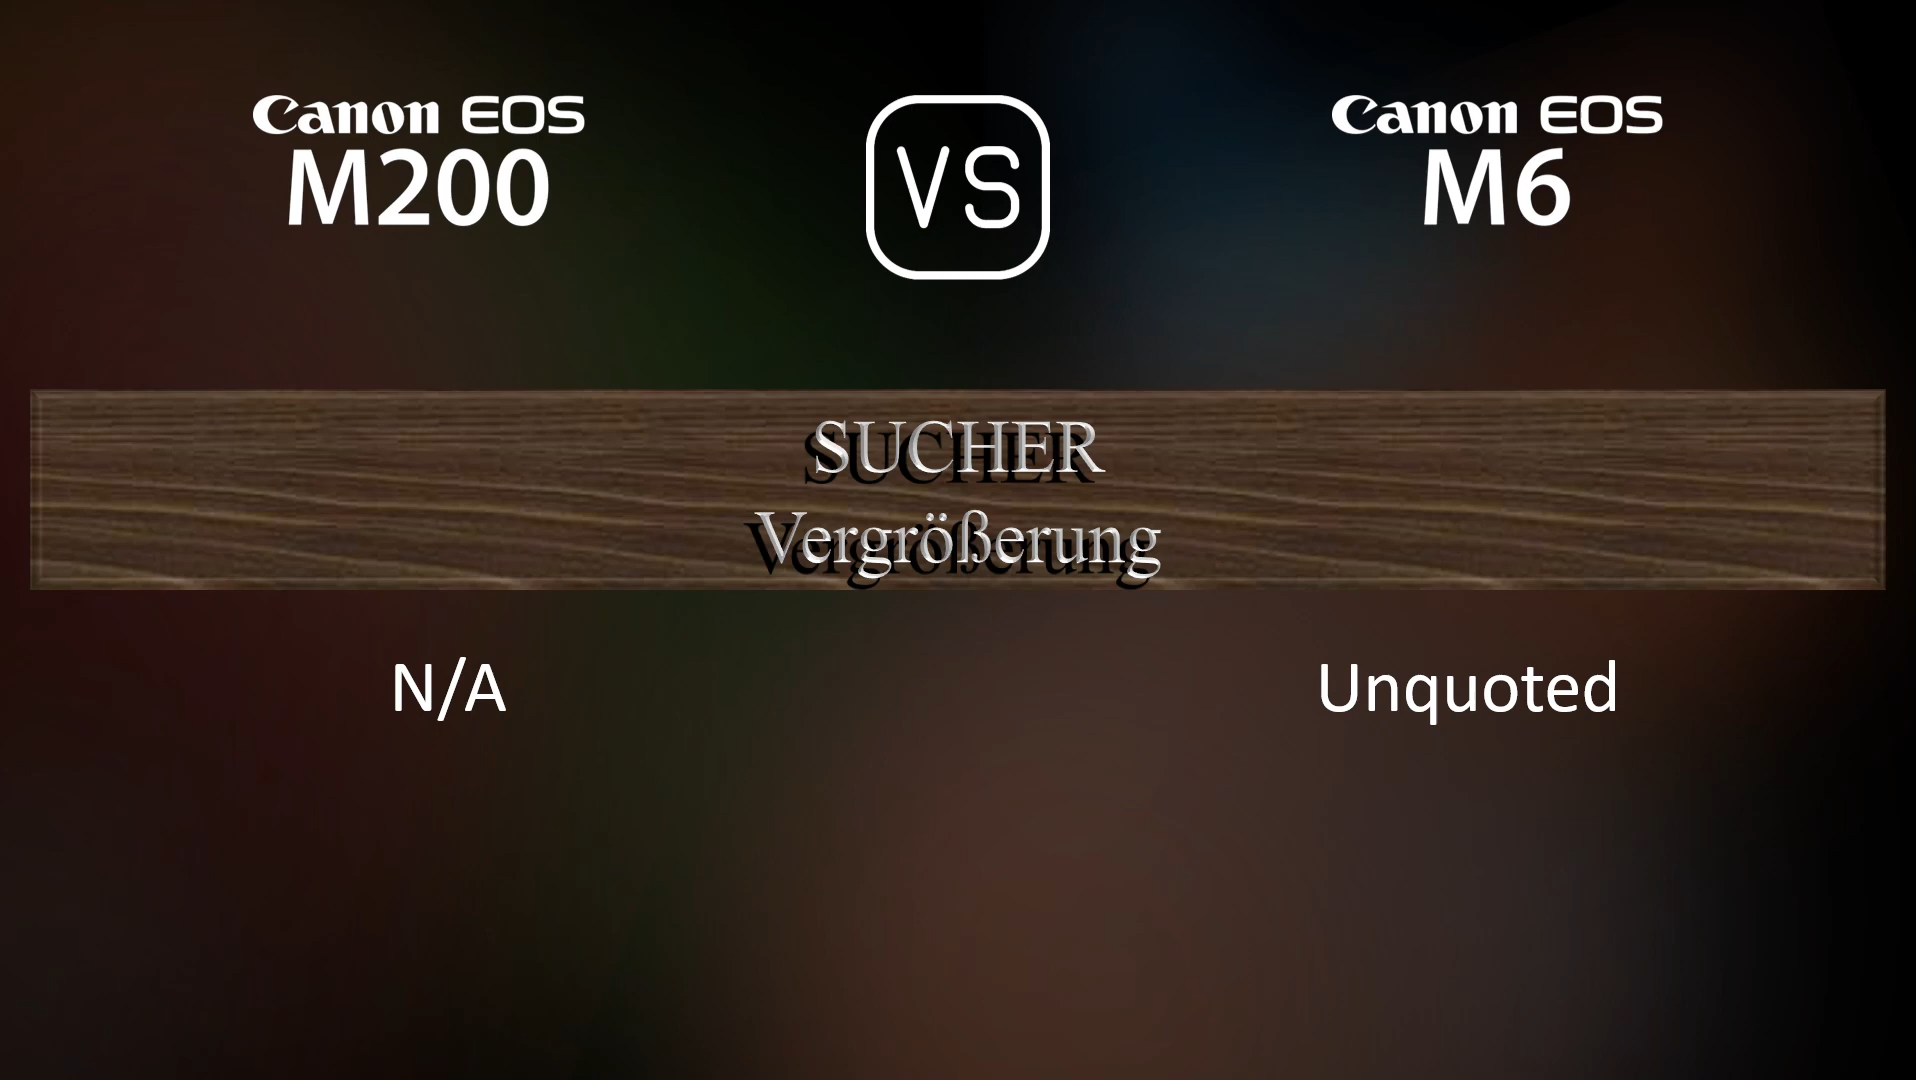 Canon EOS
M200
VS
Canon EOS
M6
SUCHER
Vergrößerung
N/A
Unquoted